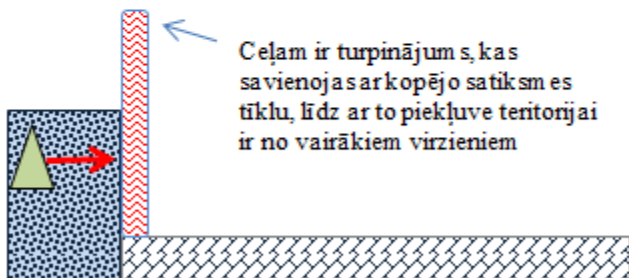 Ceļam ir turpinājums, kas
savienojas ar kopējo satiksmes
tīklu, līdz ar to piekļuve teritorijai
ir no vairākiem virzieniem